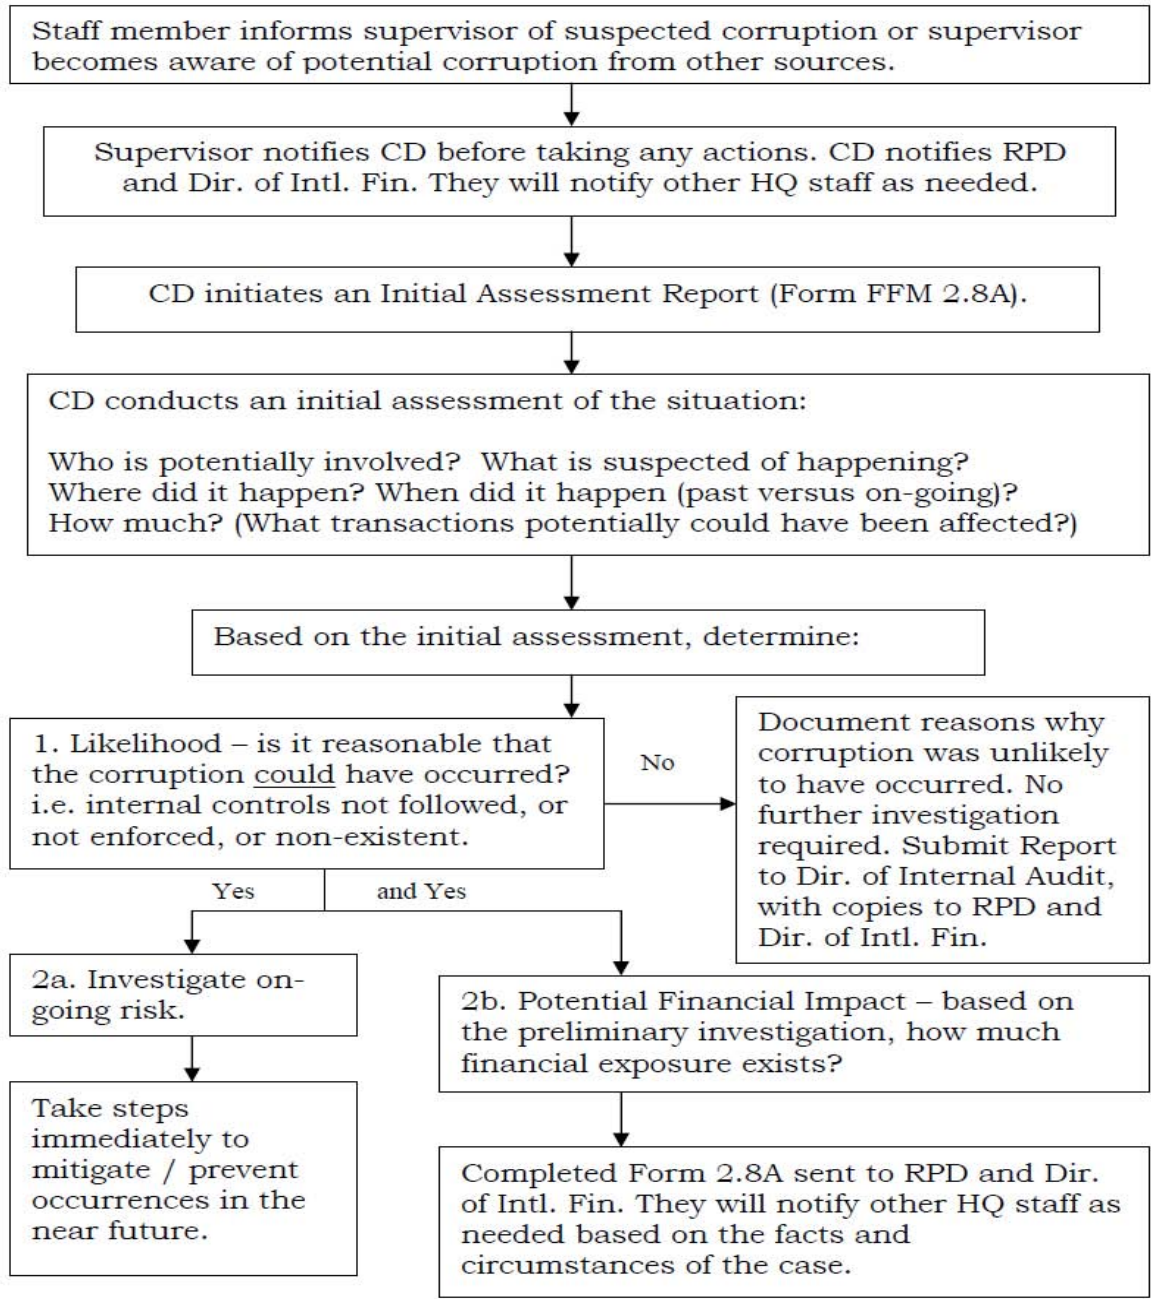 Staff member informs supervisor of suspected corruption or supervisor
becomes aware of potential corruption from other sources.
Supervisor notifies CD before taking any actions. CD notifies RPD
and Dir. of Intl. Fin. They will notify other HQ staff as needed.
CD initiates an Initial Assessment Report (Form FFM 2.8A).
CD conducts an initial assessment of the situation:
Who is potentially involved?  What is suspected of happening?
Where did it happen? When did it happen (past versus on-going)?
How much? (What transactions potentially could have been affected?)
Based on the initial assessment, determine:
1. Likelihood – is it reasonable that
the corruption could have occurred?
i.e. internal controls not followed, or
not enforced, or non-existent.
No
Document reasons why
corruption was unlikely
to have occurred. No
further investigation
required. Submit Report
to Dir. of Internal Audit,
with copies to RPD and
Dir. of Intl. Fin.
Yes
and Yes
2a. Investigate on-
going risk.
2b. Potential Financial Impact – based on
the preliminary investigation, how much
financial exposure exists?
Take steps
immediately to
mitigate / prevent
occurrences in the
near future.
Completed Form 2.8A sent to RPD and Dir.
of Intl. Fin. They will notify other HQ staff as
needed based on the facts and
circumstances of the case.